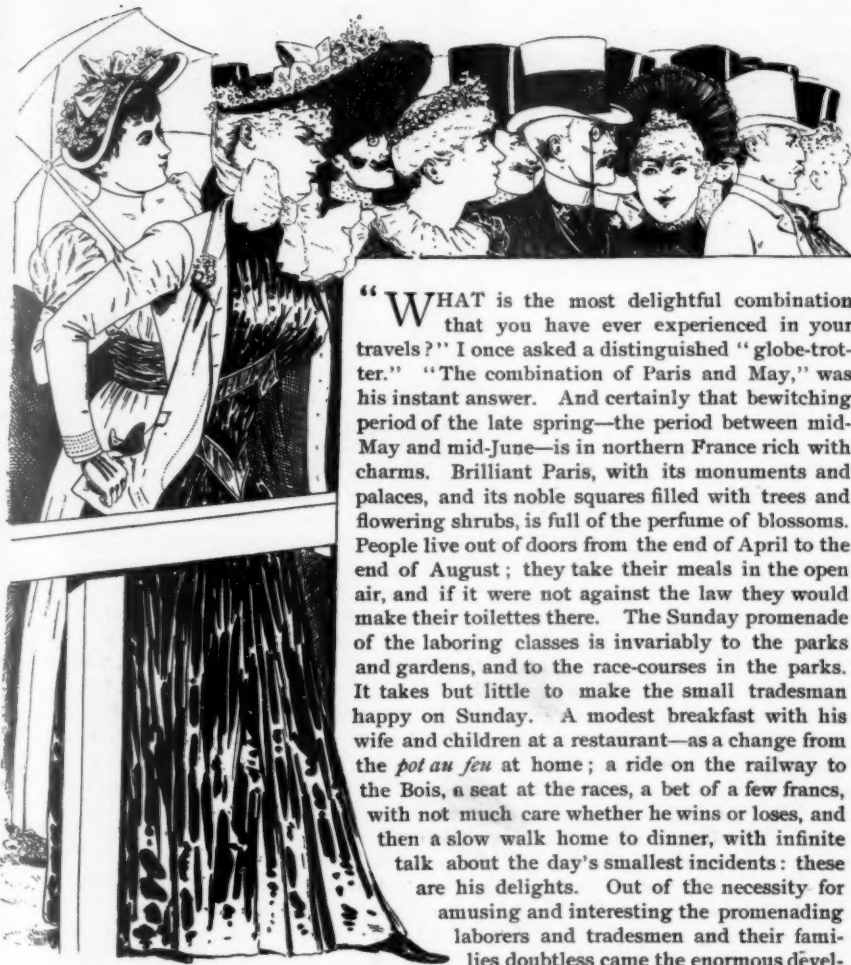 “WHAT is the most delightful combination
that you have ever experienced in your
travels?” I once asked a distinguished “globe-trot-
ter.” “The combination of Paris and May,” was
his instant answer. And certainly that bewitching
period of the late spring—the period between mid-
May and mid-June—is in northern France rich with
charms. Brilliant Paris, with its monuments and
palaces, and its noble squares filled with trees and
flowering shrubs, is full of the perfume of blossoms.
People live out of doors from the end of April to the
end of August; they take their meals in the open
air, and if it were not against the law they would
make their toilettes there. The Sunday promenade
of the laboring classes is invariably to the parks
and gardens, and to the race-courses in the parks.
It takes but little to make the small tradesman
happy on Sunday. A modest breakfast with his
wife and children at a restaurant—as a change from
the pot au feu at home; a ride on the railway to
the Bois, a seat at the races, a bet of a few francs,
with not much care whether he wins or loses, and
then a slow walk home to dinner, with infinite
talk about the day's smallest incidents: these
are his delights. Out of the necessity for
amusing and interesting the promenading
laborers and tradesmen and their fami-
lies doubtless came the enormous devel-